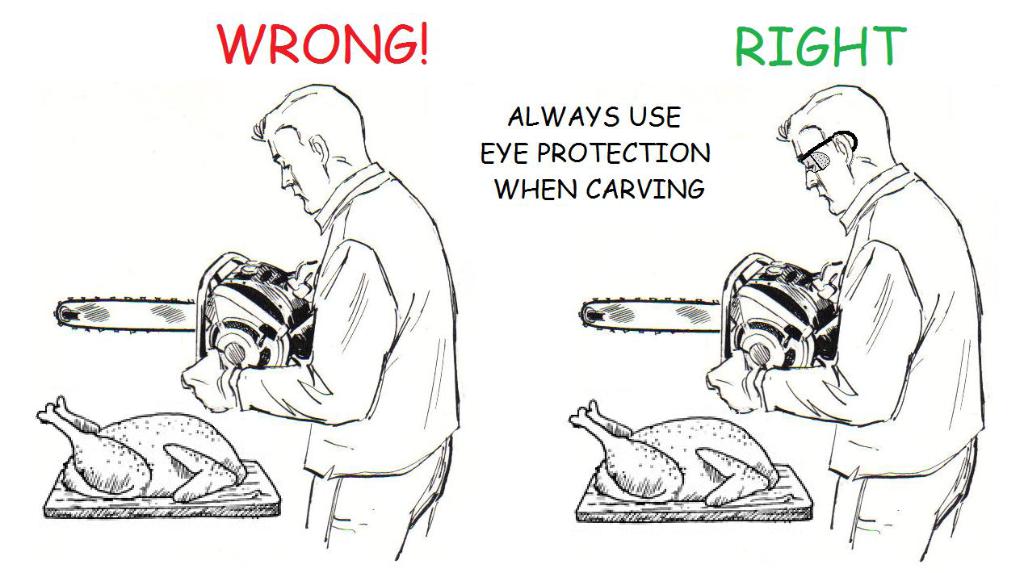 WRONG!
RIGHT
ALWAYS USE
EYE PROTECTION
WHEN CARVING